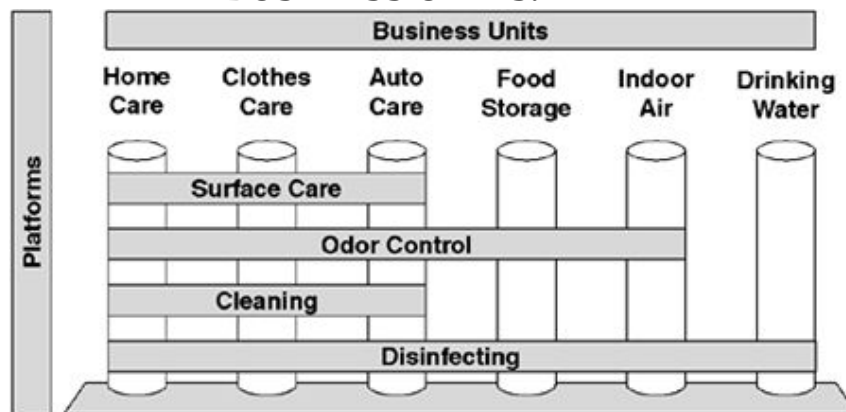 Business Units
Home Care
Clothes Care
Auto Care
Food Storage
Indoor Air
Drinking Water
Platforms
Surface Care
Odor Control
Cleaning
Disinfecting